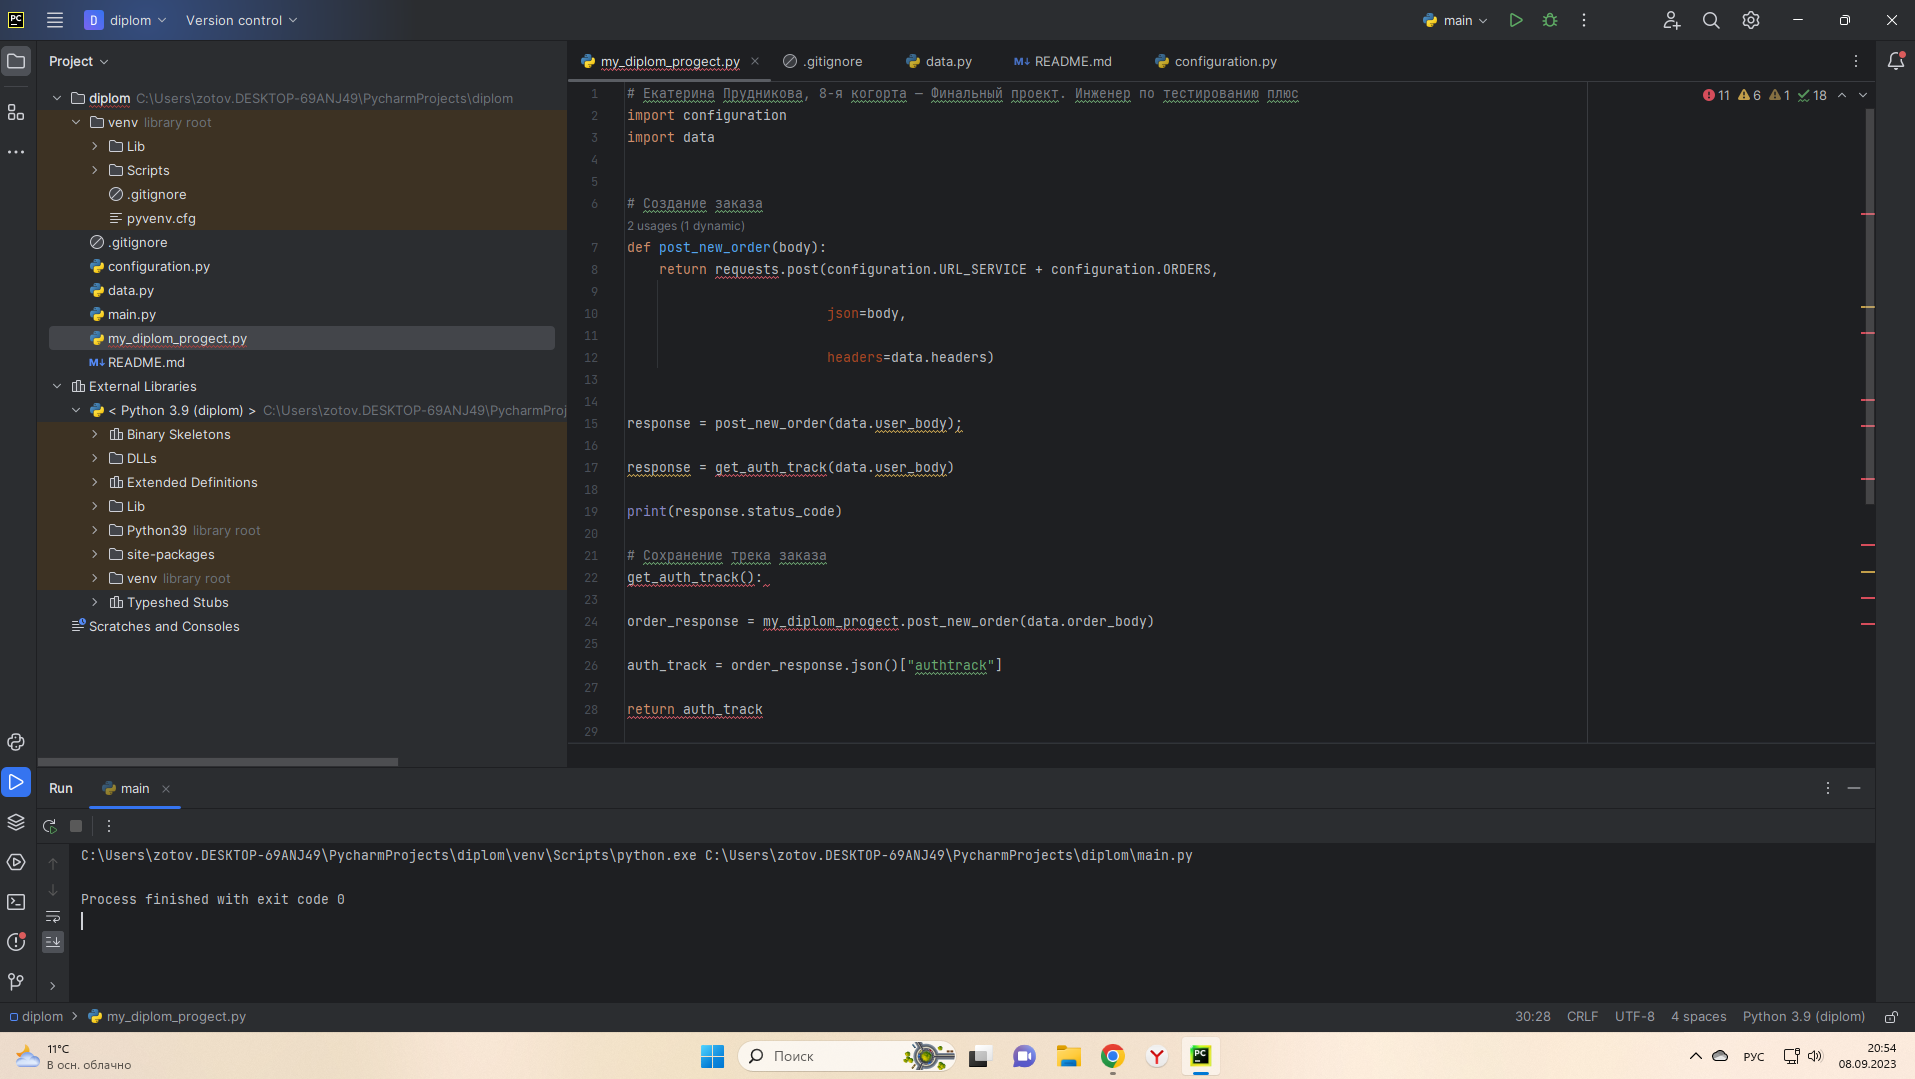 PC
D diplom
Version control
main
Project
my_diplom_progect.py
.gitignore
data.py
M↓ README.md
configuration.py
diplom C:\Users\zotov.DESKTOP-69ANJ49\PycharmProjects\diplom
venv library root
Lib
Scripts
.gitignore
pyvenv.cfg
.gitignore
configuration.py
data.py
main.py
my_diplom_progect.py
M↓ README.md
External Libraries
< Python 3.9 (diplom) > C:\Users\zotov.DESKTOP-69ANJ49\PycharmProj
Binary Skeletons
DLLs
Extended Definitions
Lib
Python39 library root
site-packages
venv library root
Typeshed Stubs
Scratches and Consoles
11 6 1 18
1 # Екатерина Прудникова, 8-я когорта — Финальный проект. Инженер по тестированию плюс
2 import configuration
3 import data
4
5
6 # Создание заказа
2 usages (1 dynamic)
7 def post_new_order(body):
8 return requests.post(configuration.URL_SERVICE + configuration.ORDERS,
9
10 json=body,
11
12 headers=data.headers)
13
14
15 response = post_new_order(data.user_body);
16
17 response = get_auth_track(data.user_body)
18
19 print(response.status_code)
20
21 # Сохранение трека заказа
22 get_auth_track():
23
24 order_response = my_diplom_progect.post_new_order(data.order_body)
25
26 auth_track = order_response.json()["authtrack"]
27
28 return auth_track
29
Run
main
C:\Users\zotov.DESKTOP-69ANJ49\PycharmProjects\diplom\venv\Scripts\python.exe C:\Users\zotov.DESKTOP-69ANJ49\PycharmProjects\diplom\main.py
Process finished with exit code 0
diplom > my_diplom_progect.py
30:28 CRLF UTF-8 4 spaces Python 3.9 (diplom)
11°C
В осн. облачно
Поиск
PC
РУС
20:54
08.09.2023